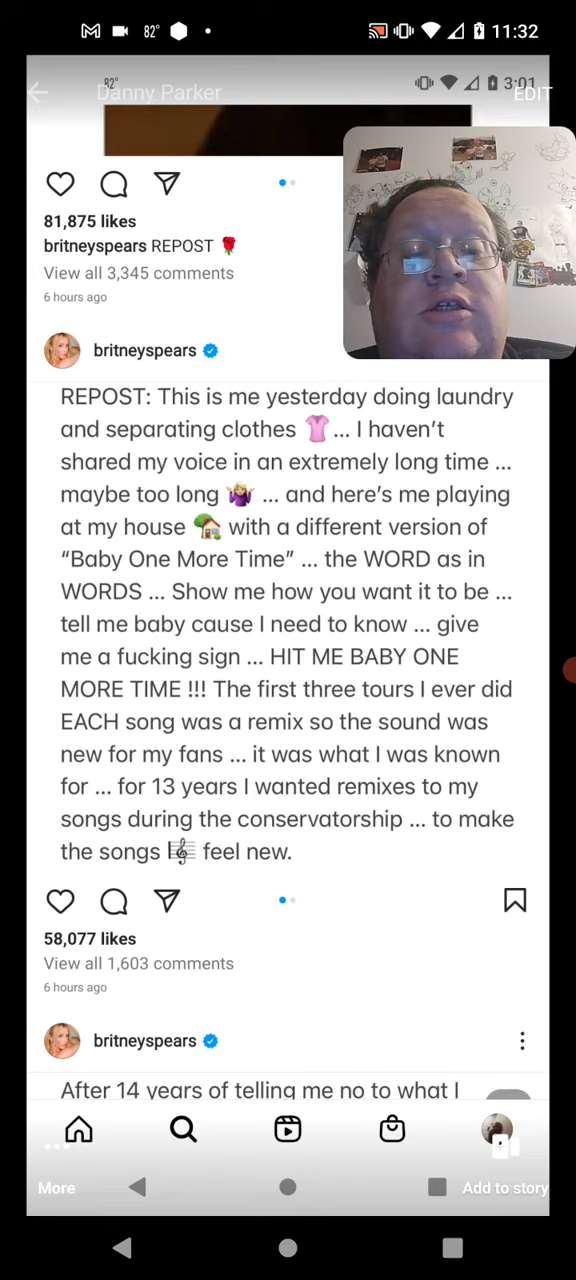 82° 11:32
82° 3:01
Danny Parker EDIT
81,875 likes
britneyspears REPOST 🌹
View all 3,345 comments
6 hours ago
britneyspears
REPOST: This is me yesterday doing laundry
and separating clothes 👚... I haven't
shared my voice in an extremely long time ...
maybe too long 🤷🏼‍♀️ ... and here's me playing
at my house 🏡 with a different version of
“Baby One More Time” ... the WORD as in
WORDS ... Show me how you want it to be ...
tell me baby cause I need to know ... give
me a fucking sign ... HIT ME BABY ONE
MORE TIME !!! The first three tours I ever did
EACH song was a remix so the sound was
new for my fans ... it was what I was known
for ... for 13 years I wanted remixes to my
songs during the conservatorship ... to make
the songs 🎼 feel new.
58,077 likes
View all 1,603 comments
6 hours ago
britneyspears
After 14 years of telling me no to what I
More Add to story